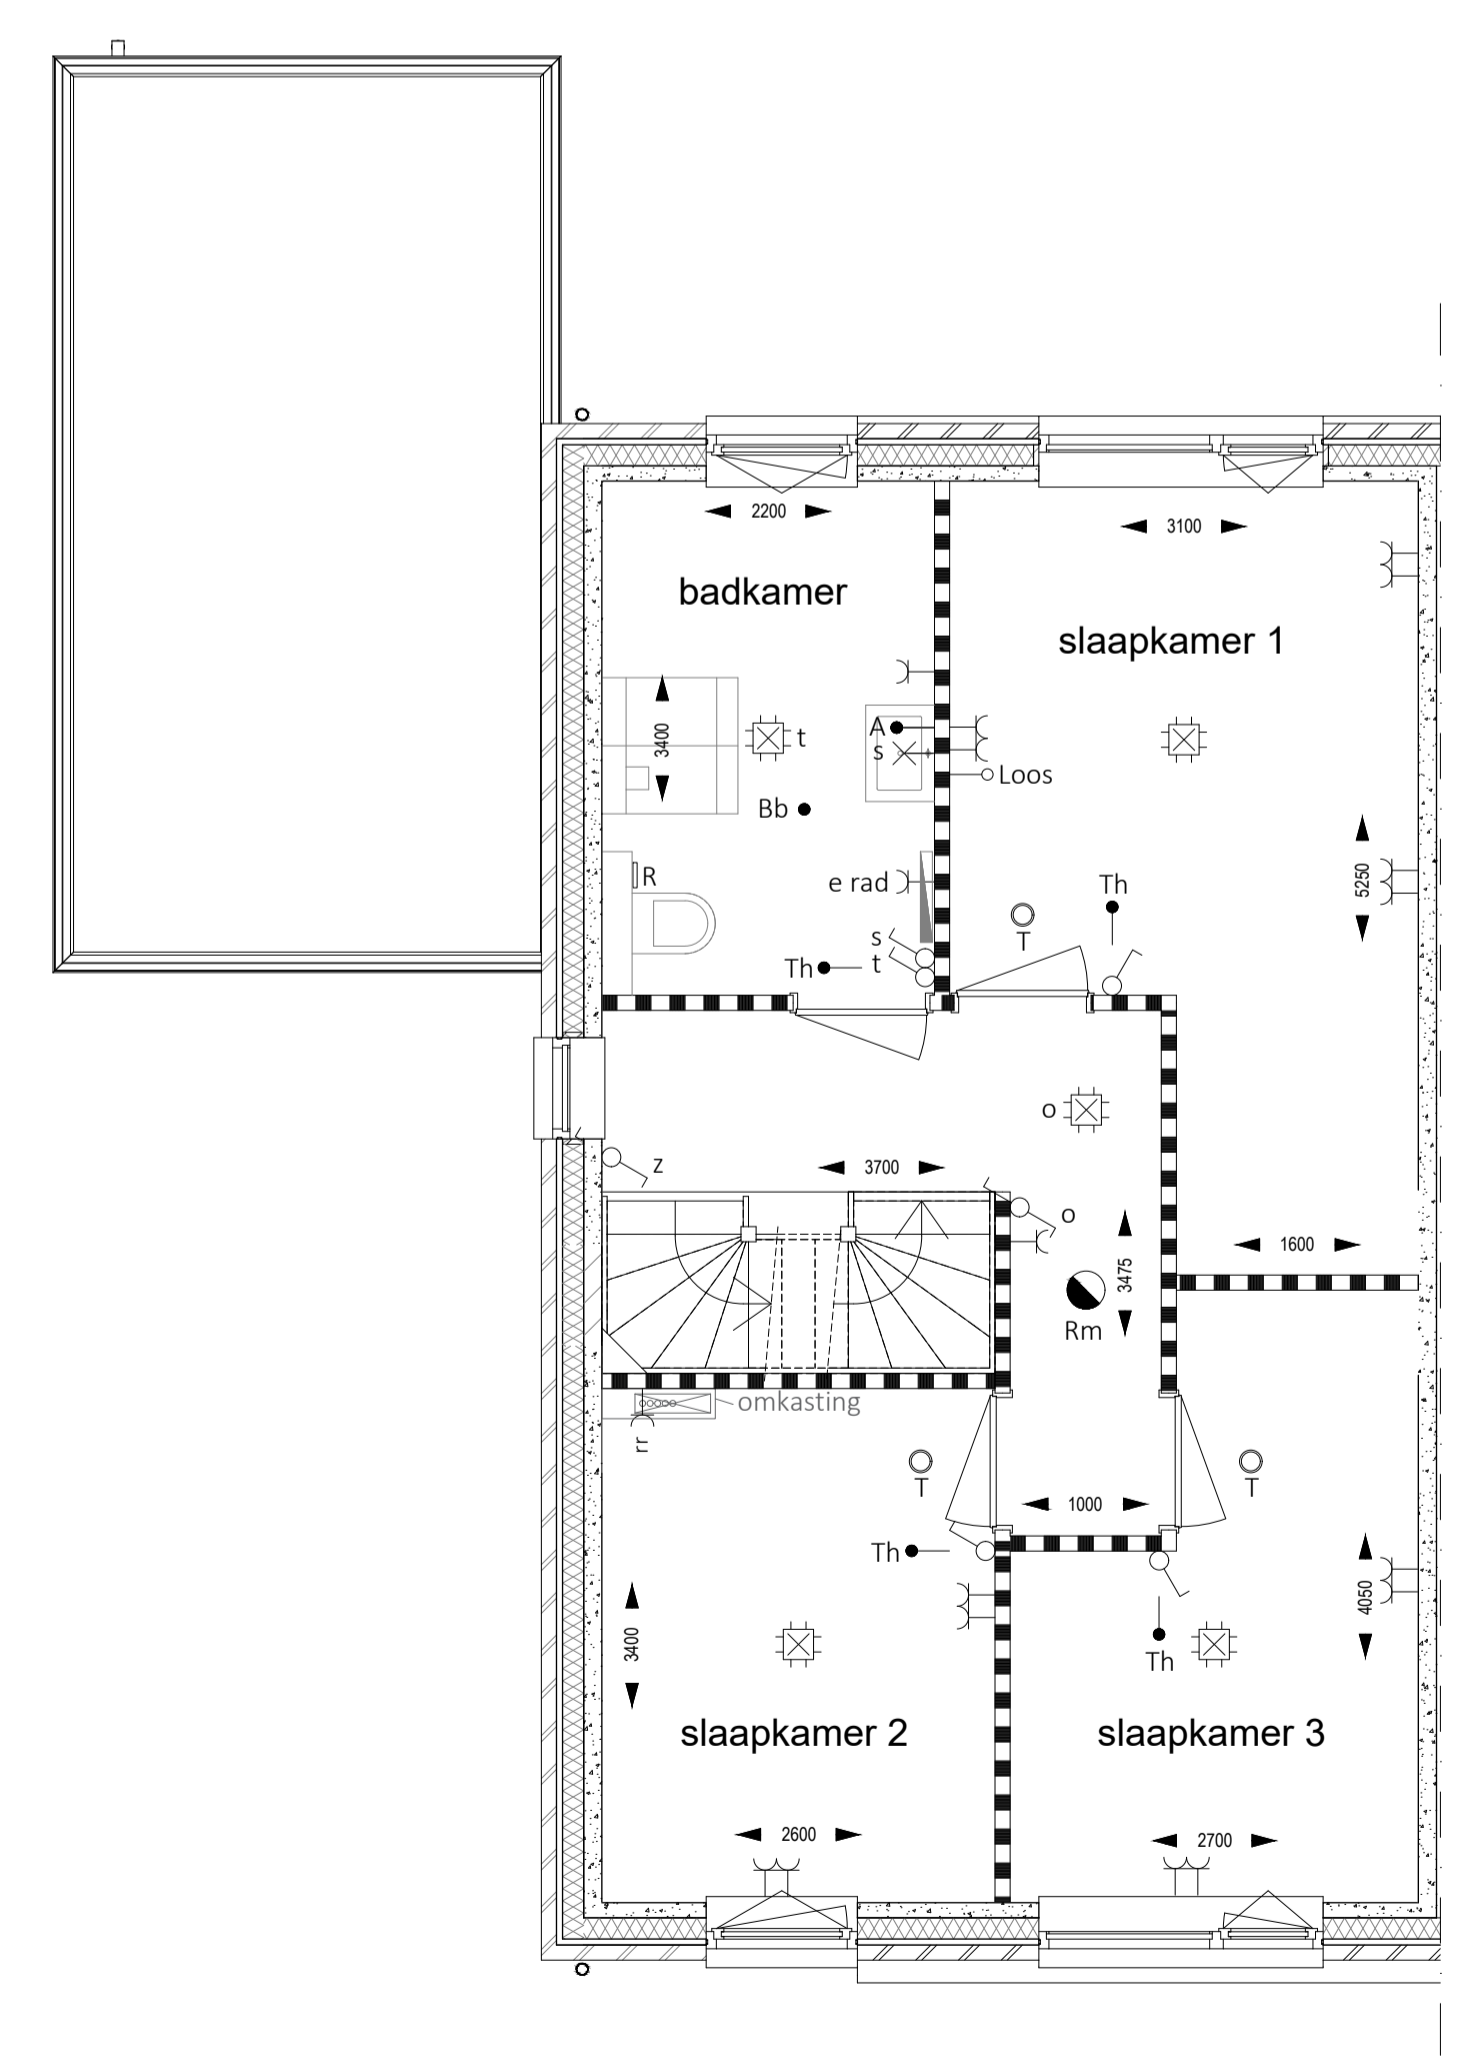 2200
3100
badkamer
slaapkamer 1
3400
t
A
s
Loos
Bb
5250
R
e rad
Th
T
s
t
Th
o
z
3700
o
3475
1600
Rm
omkasting
rr
T
T
1000
Th
4050
3400
Th
slaapkamer 2
slaapkamer 3
2600
2700